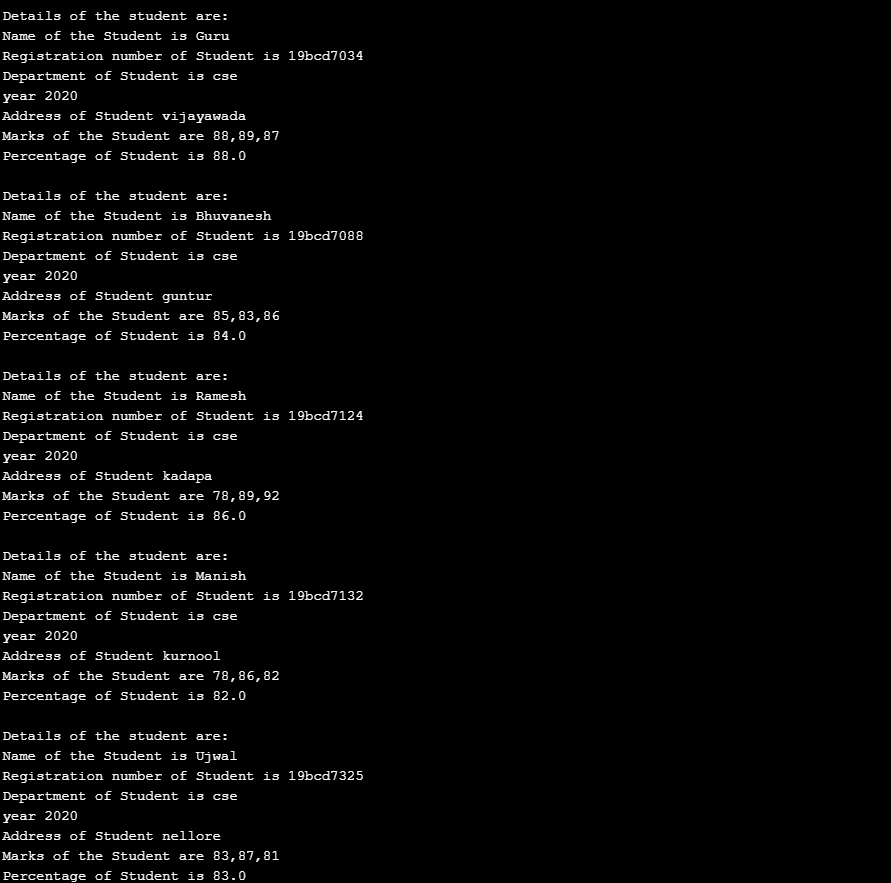 Details of the student are:
Name of the Student is Guru
Registration number of Student is 19bcd7034
Department of Student is cse
year 2020
Address of Student vijayawada
Marks of the Student are 88,89,87
Percentage of Student is 88.0

Details of the student are:
Name of the Student is Bhuvanesh
Registration number of Student is 19bcd7088
Department of Student is cse
year 2020
Address of Student guntur
Marks of the Student are 85,83,86
Percentage of Student is 84.0

Details of the student are:
Name of the Student is Ramesh
Registration number of Student is 19bcd7124
Department of Student is cse
year 2020
Address of Student kadapa
Marks of the Student are 78,89,92
Percentage of Student is 86.0

Details of the student are:
Name of the Student is Manish
Registration number of Student is 19bcd7132
Department of Student is cse
year 2020
Address of Student kurnool
Marks of the Student are 78,86,82
Percentage of Student is 82.0

Details of the student are:
Name of the Student is Ujwal
Registration number of Student is 19bcd7325
Department of Student is cse
year 2020
Address of Student nellore
Marks of the Student are 83,87,81
Percentage of Student is 83.0